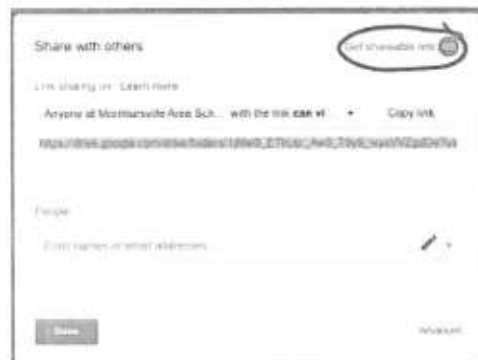 Share with others
Get shareable link
Link sharing on Learn more
Anyone at Area Sch... with the link can vi
Copy link
People
Enter names or email addresses...
Done
Advanced